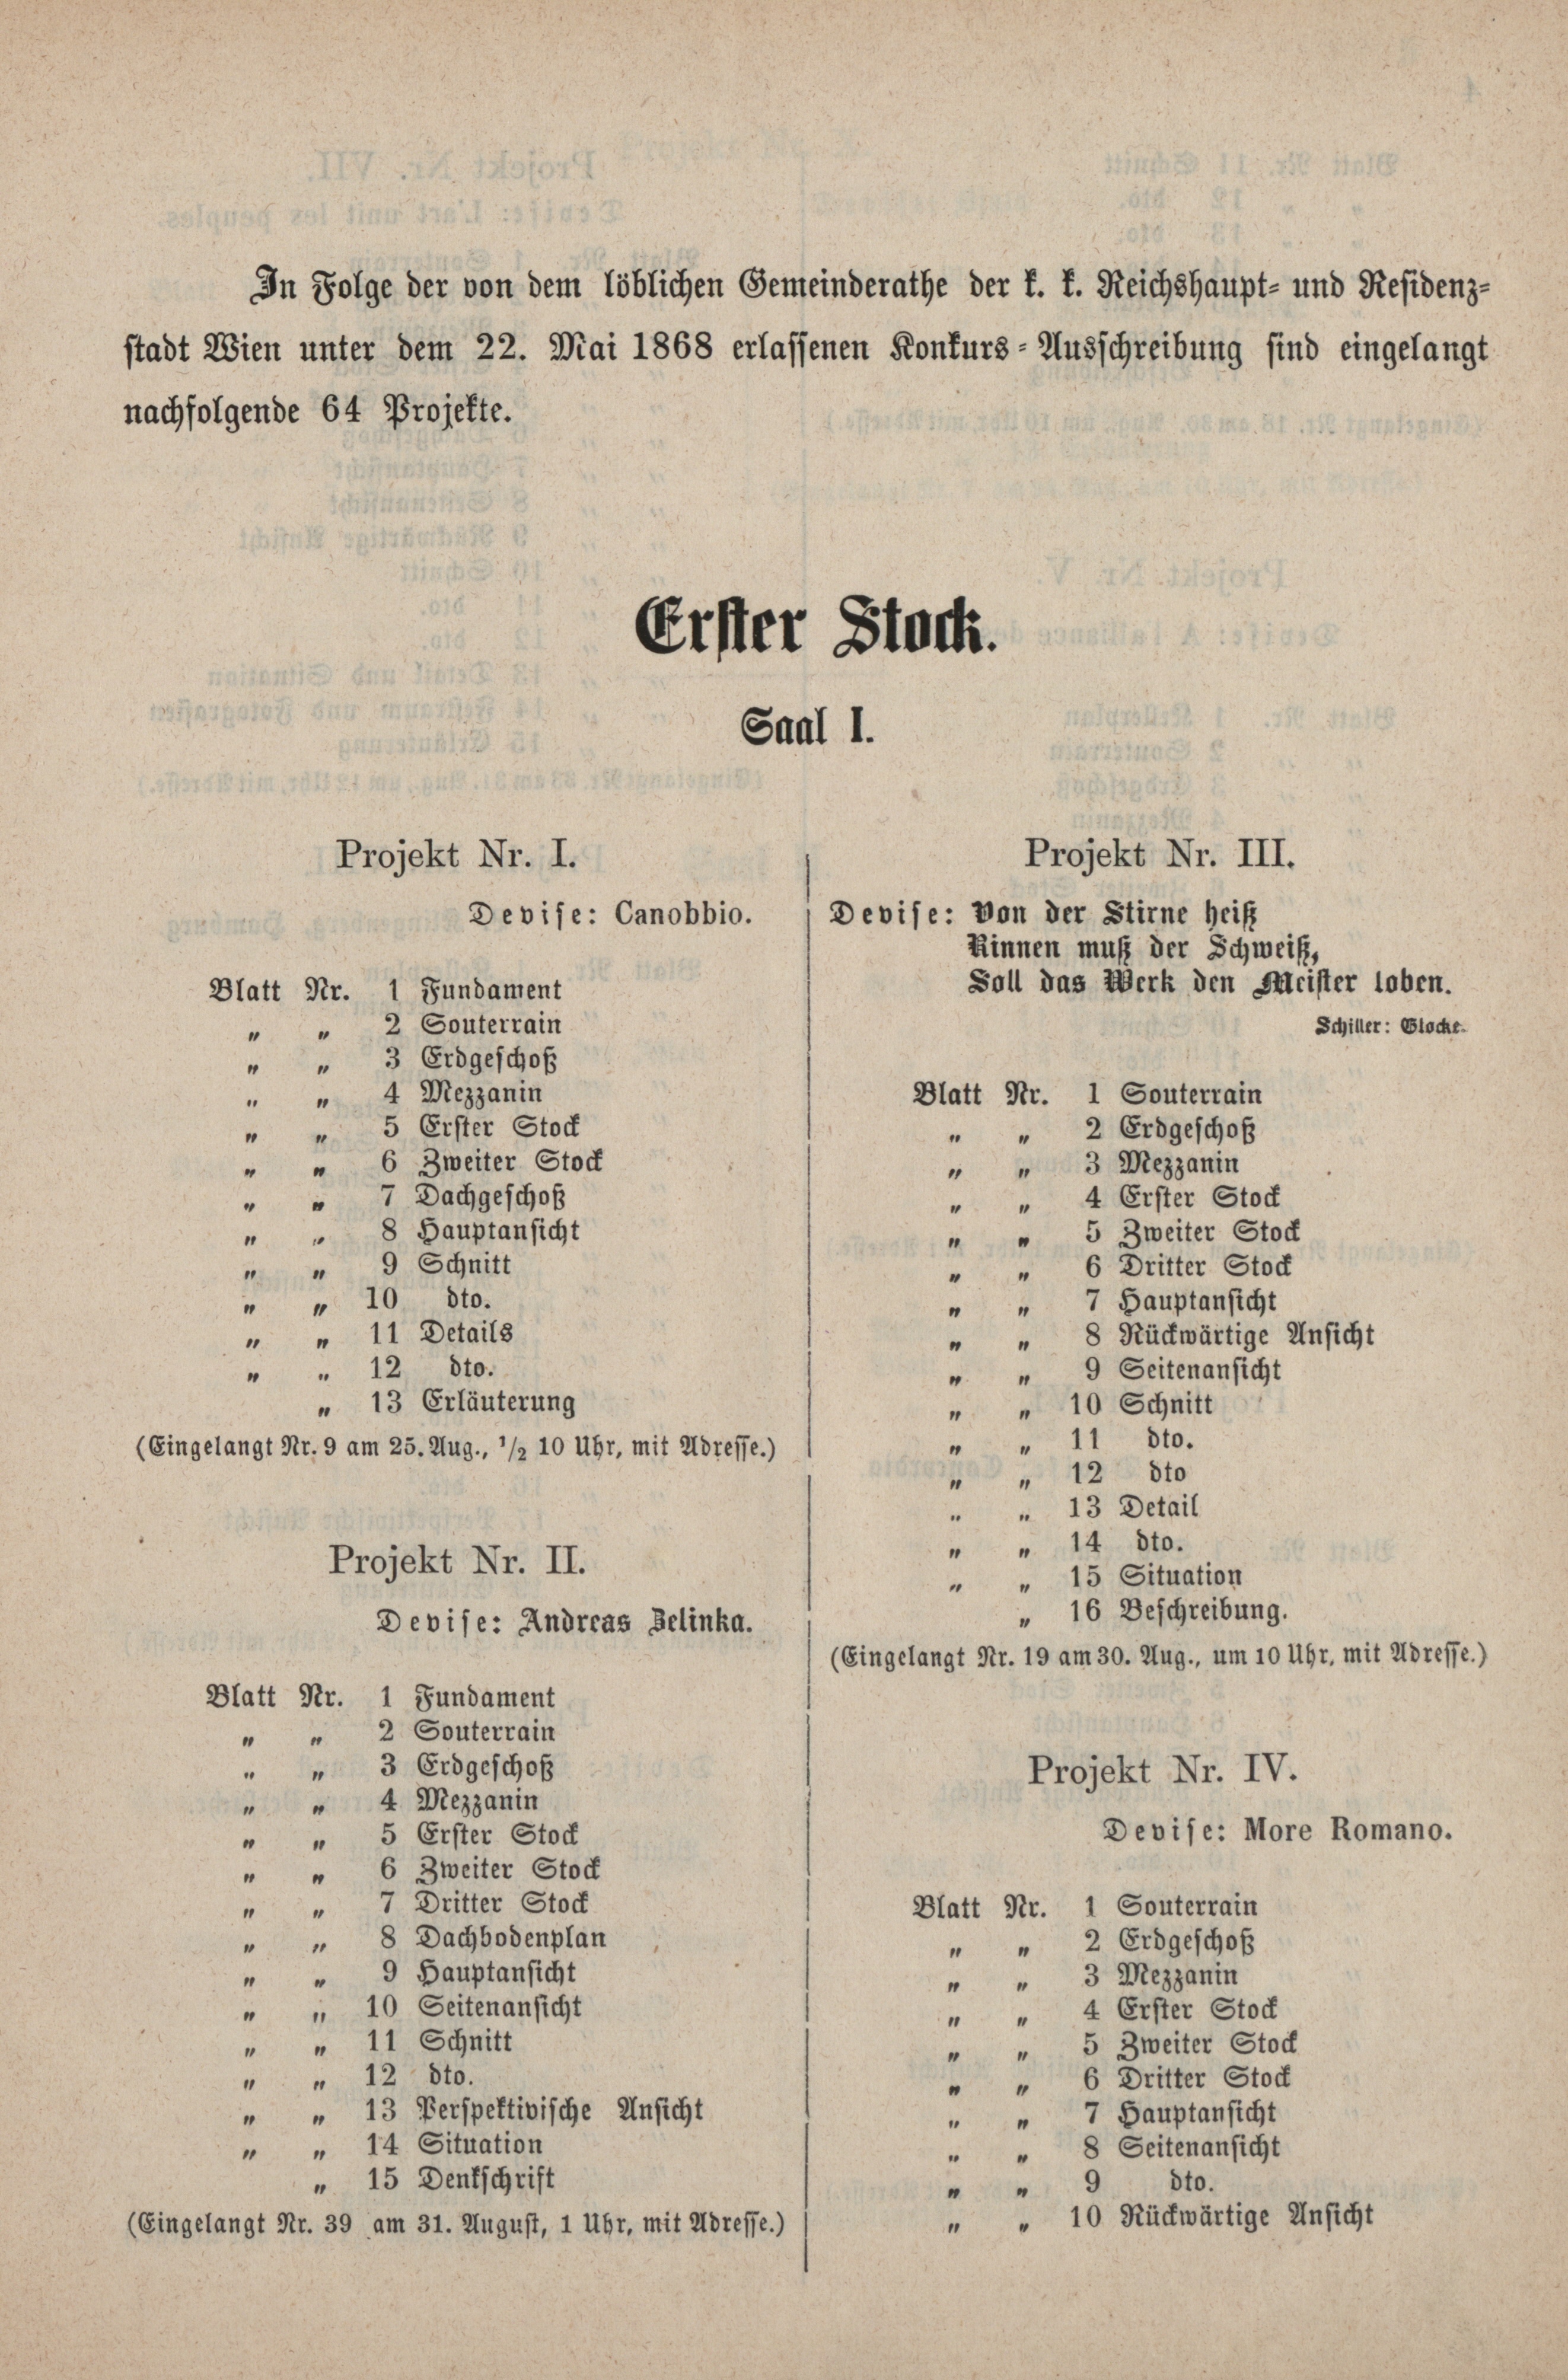 In Folge der von dem löblichen Gemeinderathe der k. k. Reichshaupt- und Residenz-
stadt Wien unter dem 22. Mai 1868 erlassenen Konkurs-Ausschreibung sind eingelangt
nachfolgende 64 Projekte.
Erster Stock.
Saal I.
Projekt Nr. I.
Devise: Canobbio.
Blatt Nr. 1 Fundament
„ „ 2 Souterrain
„ „ 3 Erdgeschoß
„ „ 4 Mezzanin
„ „ 5 Erster Stock
„ „ 6 Zweiter Stock
„ „ 7 Dachgeschoß
„ „ 8 Hauptansicht
„ „ 9 Schnitt
„ „ 10 dto.
„ „ 11 Details
„ „ 12 dto.
„ 13 Erläuterung
(Eingelangt Nr. 9 am 25. Aug., 1/2 10 Uhr, mit Adresse.)
Projekt Nr. II.
Devise: Andreas Zelinka.
Blatt Nr. 1 Fundament
„ „ 2 Souterrain
„ „ 3 Erdgeschoß
„ „ 4 Mezzanin
„ „ 5 Erster Stock
„ „ 6 Zweiter Stock
„ „ 7 Dritter Stock
„ „ 8 Dachbodenplan
„ „ 9 Hauptansicht
„ „ 10 Seitenansicht
„ „ 11 Schnitt
„ „ 12 dto.
„ „ 13 Perspektivische Ansicht
„ „ 14 Situation
„ 15 Denkschrift
(Eingelangt Nr. 39 am 31. August, 1 Uhr, mit Adresse.)
Projekt Nr. III.
Devise: Von der Stirne heiß
Rinnen muß der Schweiß,
Soll das Werk den Meister loben.
Schiller: Glocke.
Blatt Nr. 1 Souterrain
„ „ 2 Erdgeschoß
„ „ 3 Mezzanin
„ „ 4 Erster Stock
„ „ 5 Zweiter Stock
„ „ 6 Dritter Stock
„ „ 7 Hauptansicht
„ „ 8 Rückwärtige Ansicht
„ „ 9 Seitenansicht
„ „ 10 Schnitt
„ „ 11 dto.
„ „ 12 dto
„ „ 13 Detail
„ „ 14 dto.
„ „ 15 Situation
„ 16 Beschreibung.
(Eingelangt Nr. 19 am 30. Aug., um 10 Uhr, mit Adresse.)
Projekt Nr. IV.
Devise: More Romano.
Blatt Nr. 1 Souterrain
„ „ 2 Erdgeschoß
„ „ 3 Mezzanin
„ „ 4 Erster Stock
„ „ 5 Zweiter Stock
„ „ 6 Dritter Stock
„ „ 7 Hauptansicht
„ „ 8 Seitenansicht
„ „ 9 dto.
„ „ 10 Rückwärtige Ansicht